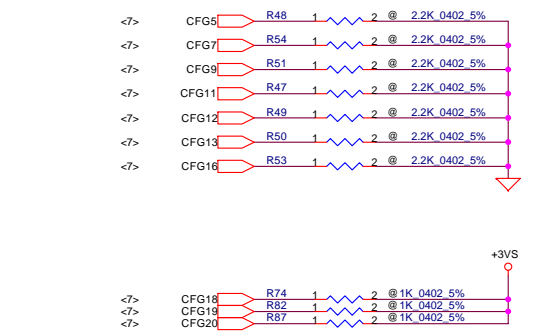 <7> CFG5 R48 1 2 @ 2.2K_0402_5%
<7> CFG7 R54 1 2 @ 2.2K_0402_5%
<7> CFG9 R51 1 2 @ 2.2K_0402_5%
<7> CFG11 R47 1 2 @ 2.2K_0402_5%
<7> CFG12 R49 1 2 @ 2.2K_0402_5%
<7> CFG13 R50 1 2 @ 2.2K_0402_5%
<7> CFG16 R53 1 2 @ 2.2K_0402_5%
+3VS
<7> CFG18 R74 1 2 @ 1K_0402_5%
<7> CFG19 R82 1 2 @ 1K_0402_5%
<7> CFG20 R87 1 2 @ 1K_0402_5%